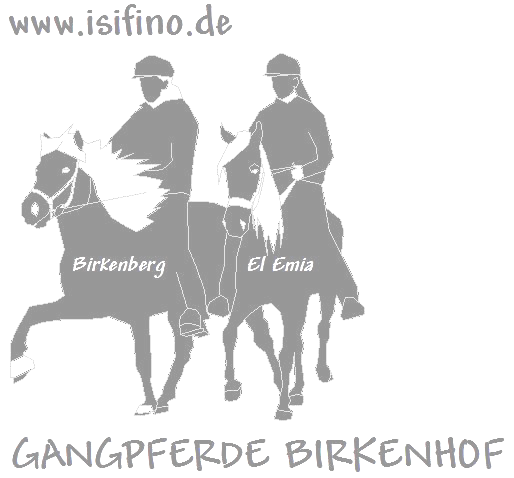 www.isifino.de
Birkenberg El Emia
GANGPFERDE BIRKENHOF